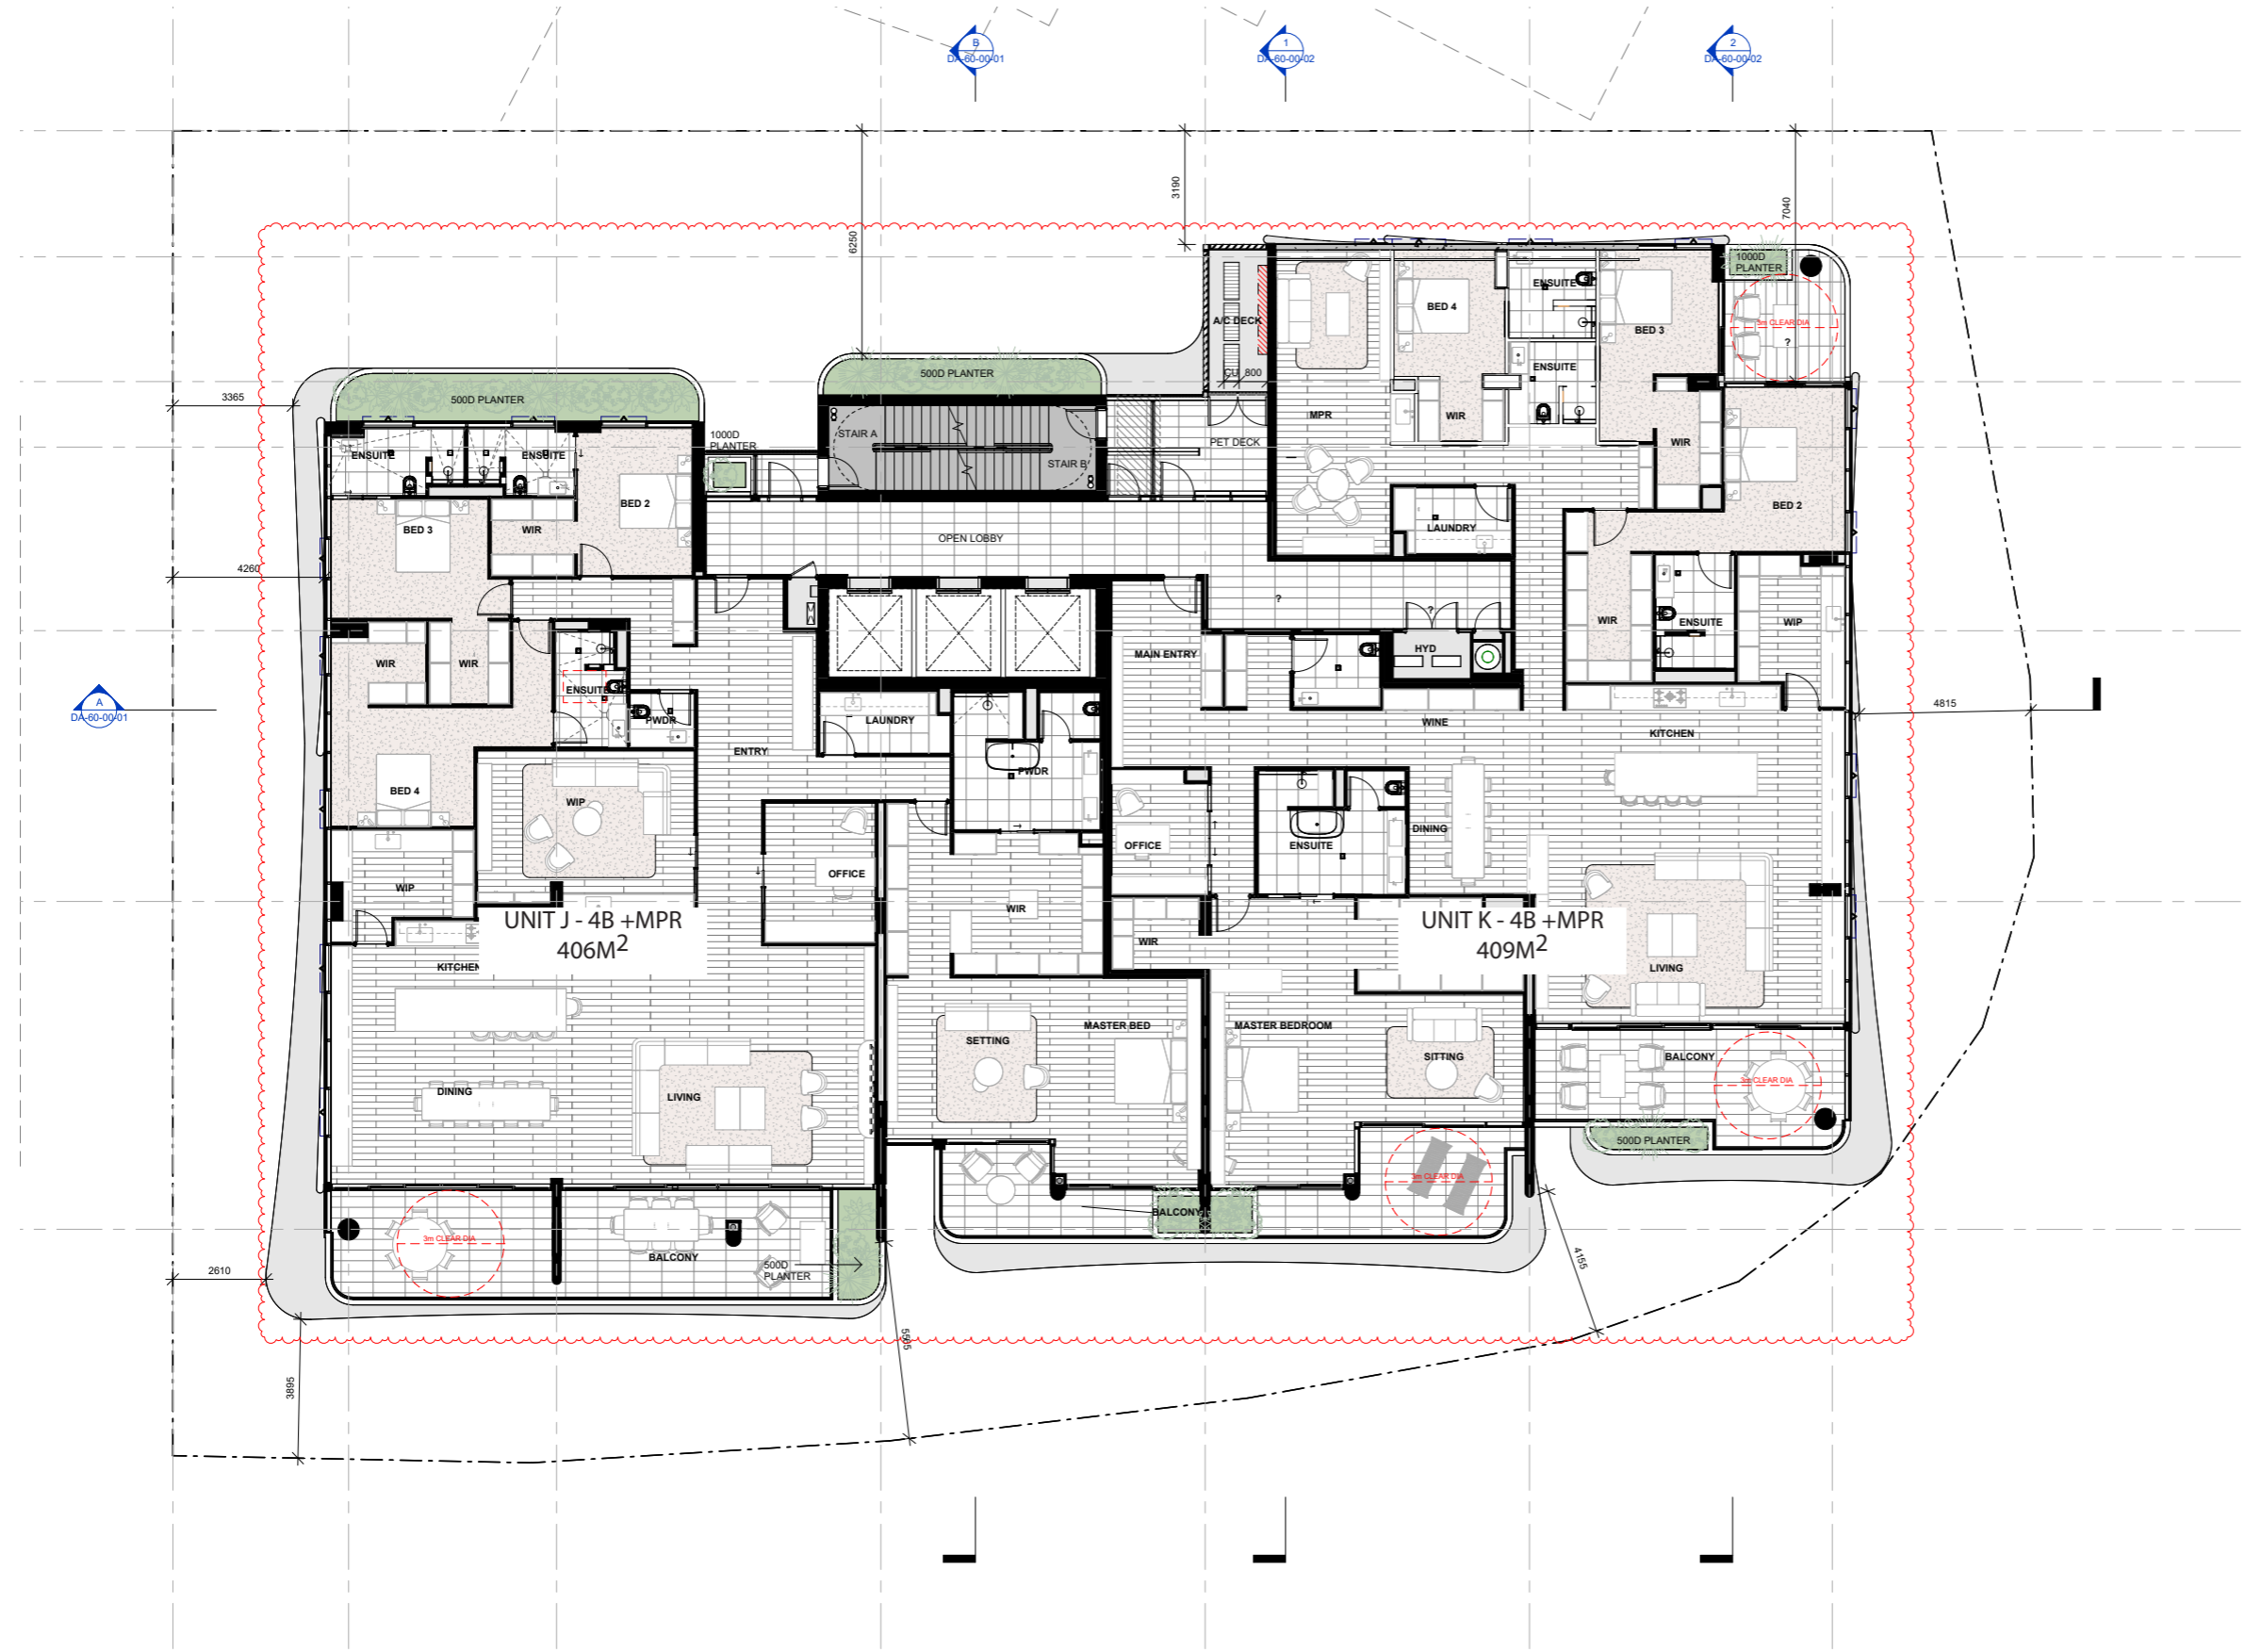 B
DA-60-00-01
1
DA-60-00-02
2
DA-60-00-02
3190
7040
6250
1000D
PLANTER
ENSUITE
BED 4
BED 3
A/C DECK
3m CLEAR DIA
?
ENSUITE
CU
800
500D PLANTER
3365
500D PLANTER
MPR
WIR
STAIR A
1000D
PLANTER
PET DECK
WIR
ENSUITE
ENSUITE
STAIR B
BED 2
BED 2
BED 3
WIR
LAUNDRY
OPEN LOBBY
4260
?
?
WIR
ENSUITE
WIP
MAIN ENTRY
HYD
WIR
WIR
ENSUITE
A
DA-60-00-01
4815
PWDR
LAUNDRY
WINE
KITCHEN
ENTRY
PWDR
BED 4
WIP
DINING
OFFICE
ENSUITE
OFFICE
WIP
WIR
UNIT J - 4B +MPR
406M2
UNIT K - 4B +MPR
409M2
WIR
KITCHEN
LIVING
MASTER BED
MASTER BEDROOM
SETTING
SITTING
BALCONY
3m CLEAR DIA
DINING
LIVING
500D PLANTER
3m CLEAR DIA
BALCONY
3m CLEAR DIA
BALCONY
500D
PLANTER
2610
4155
5505
3895